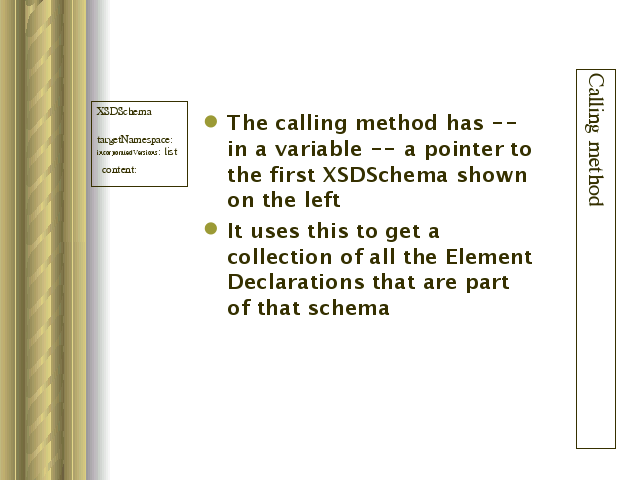 XSDSchema
targetNamespace:
incorporatedVersions: list
content:
The calling method has --
in a variable -- a pointer to
the first XSDSchema shown
on the left
It uses this to get a
collection of all the Element
Declarations that are part
of that schema
Calling method